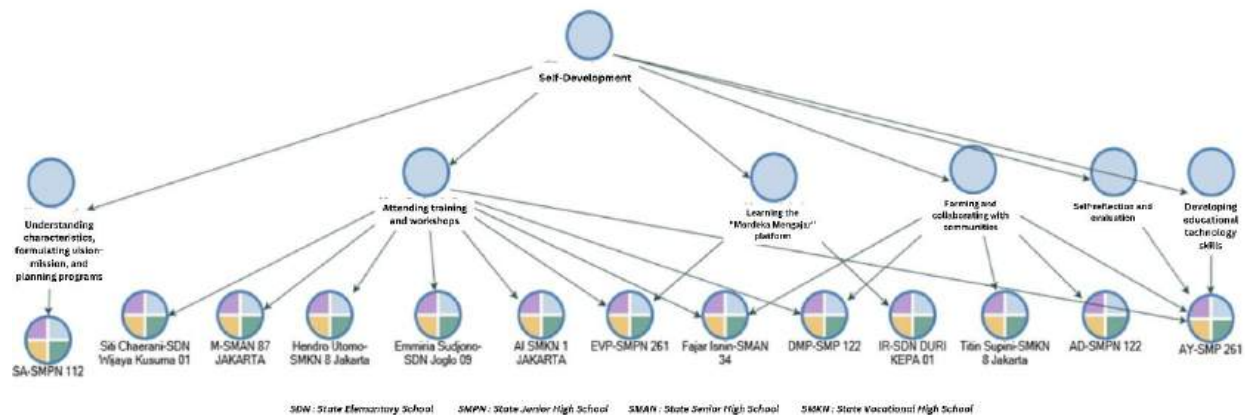 Self-Development
Understanding
characteristics,
formulating vision-
mission, and
planning programs
Attending training
and workshops
Learning the
"Mordeka Mengajar"
platform
Forming and
collaborating with
communities
Self-reflection and
evaluation
Developing
educational
technology
skills
SA-SMPN 112
Siti Chaerani-SDN
Wijaya Kusuma 01
M-SMAN 87
JAKARTA
Hendro Utomo-
SMKN 8 Jakarta
Emminia Sudjono-
SDN Joglo 09
AI SMKN 1
JAKARTA
EVP-SMPN 261
Fajar Isnin-SMAN
34
DMP-SMP 122
IR-SDN DURI
KEPA 01
Titin Supini-SMKN
8 Jakarta
AD-SMPN 122
AY-SMP 261
SDN : State Elementary School SMPN : State Junior High School SMAN : State Senior High School SMKN : State Vocational High School